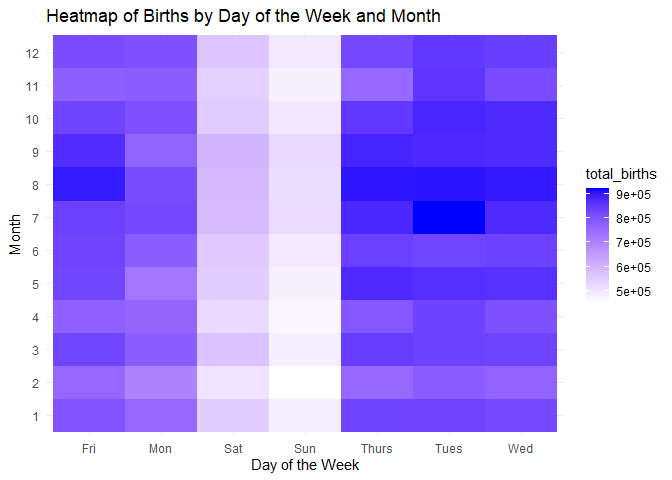 Heatmap of Births by Day of the Week and Month
12
11
10
9
8
7
6
5
4
3
2
1
Month
Fri Mon Sat Sun Thurs Tues Wed
Day of the Week
total_births
9e+05
8e+05
7e+05
6e+05
5e+05